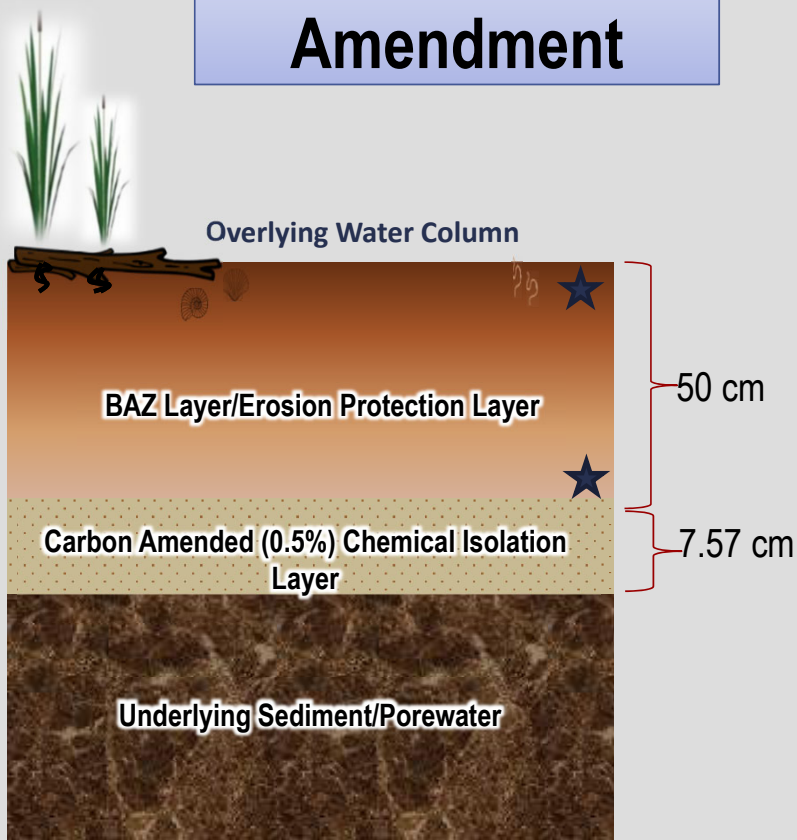 Amendment
Overlying Water Column
BAZ Layer/Erosion Protection Layer
50 cm
Carbon Amended (0.5%) Chemical Isolation
Layer
7.57 cm
Underlying Sediment/Porewater